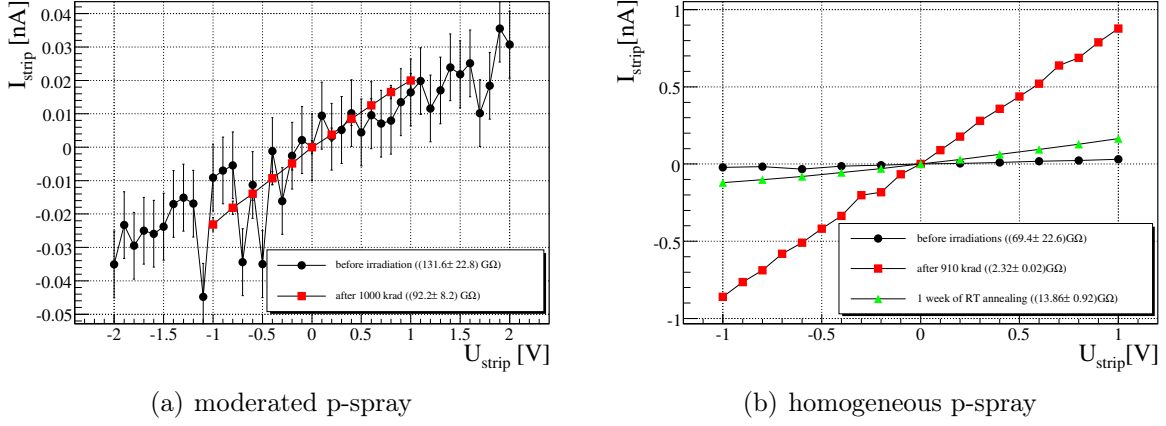 I_strip [nA]
0.04
0.03
0.02
0.01
0
-0.01
-0.02
-0.03
-0.04
-0.05
before irradiation ((131.6± 22.8) GΩ)
after 1000 krad ((92.2± 8.2) GΩ)
-2 -1.5 -1 -0.5 0 0.5 1 1.5 2
U_strip [V]
(a) moderated p-spray
I_strip[nA]
1
0.5
0
-0.5
-1
before irradiations ((69.4± 22.6)GΩ)
after 910 krad ((2.32± 0.02)GΩ)
1 week of RT annealing ((13.86± 0.92)GΩ)
-1 -0.5 0 0.5 1
U_strip[V]
(b) homogeneous p-spray